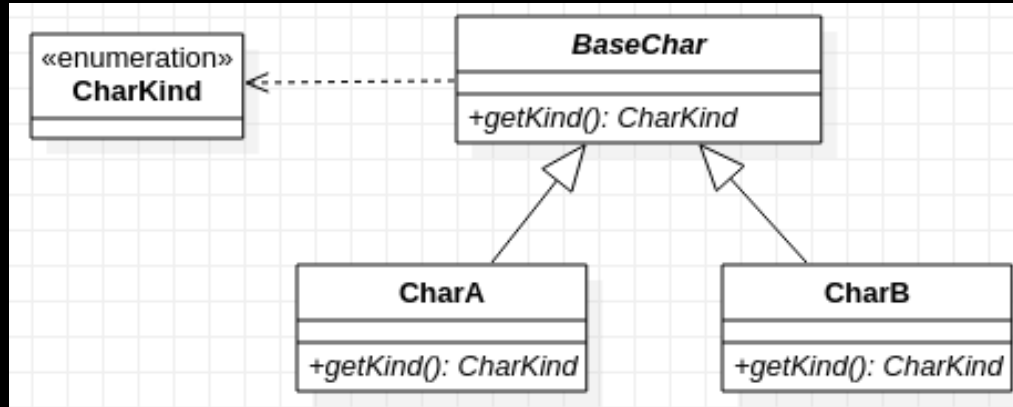 «enumeration»
CharKind
BaseChar
+getKind(): CharKind
CharA
+getKind(): CharKind
CharB
+getKind(): CharKind